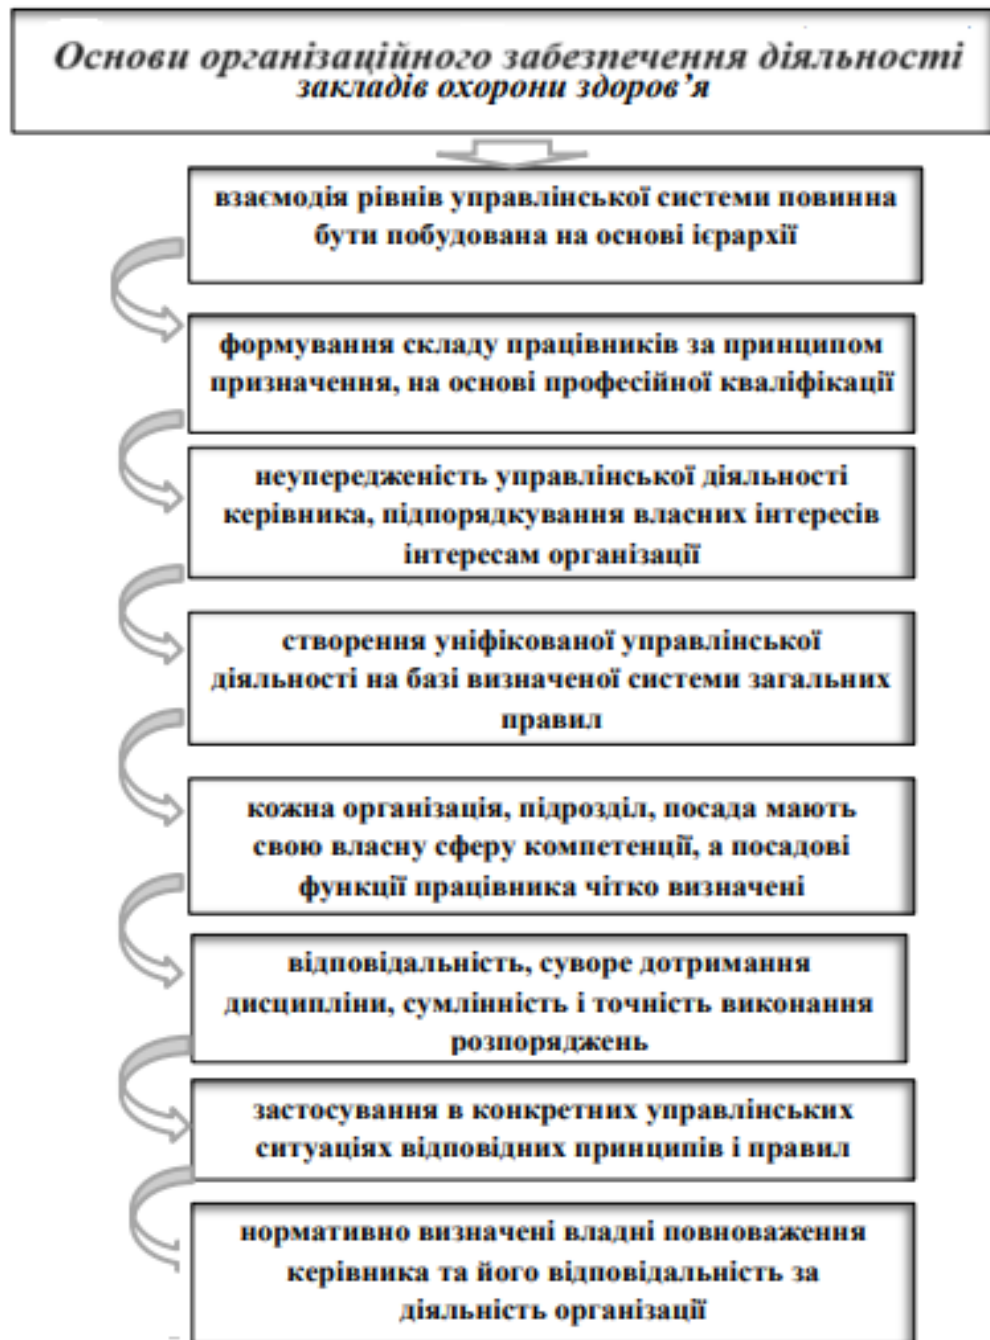 Основи організаційного забезпечення діяльності
закладів охорони здоров’я
взаємодія рівнів управлінської системи повинна
бути побудована на основі ієрархії
формування складу працівників за принципом
призначення, на основі професійної кваліфікації
неупередженість управлінської діяльності
керівника, підпорядкування власних інтересів
інтересам організації
створення уніфікованої управлінської
діяльності на базі визначеної системи загальних
правил
кожна організація, підрозділ, посада мають
свою власну сферу компетенції, а посадові
функції працівника чітко визначені
відповідальність, суворе дотримання
дисципліни, сумлінність і точність виконання
розпоряджень
застосування в конкретних управлінських
ситуаціях відповідних принципів і правил
нормативно визначені владні повноваження
керівника та його відповідальність за
діяльність організації